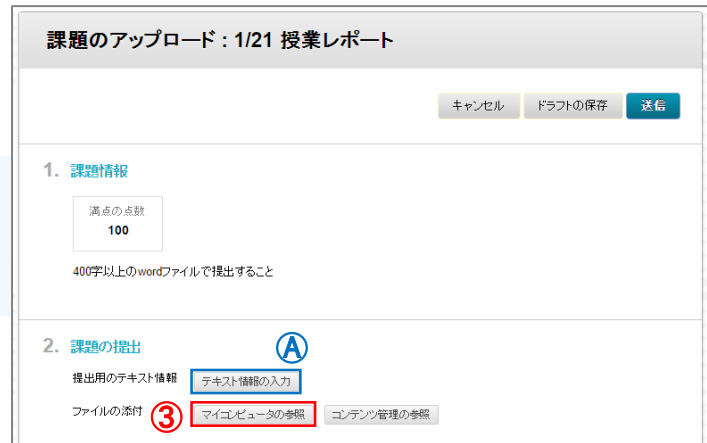 課題のアップロード : 1/21 授業レポート
キャンセル ドラフトの保存 送信
1. 課題情報
満点の点数
100
400字以上のwordファイルで提出すること
2. 課題の提出 Ⓐ
提出用のテキスト情報 テキスト情報の入力
ファイルの添付 ③ マイコンピュータの参照 コンテンツ管理の参照